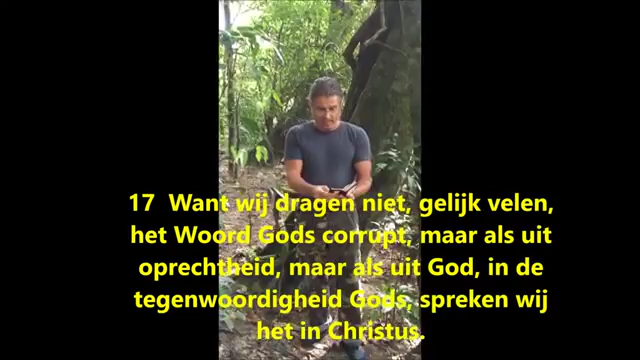 17  Want wij dragen niet, gelijk velen,
het Woord Gods corrupt, maar als uit
oprechtheid, maar als uit God, in de
tegenwoordigheid Gods, spreken wij
het in Christus.